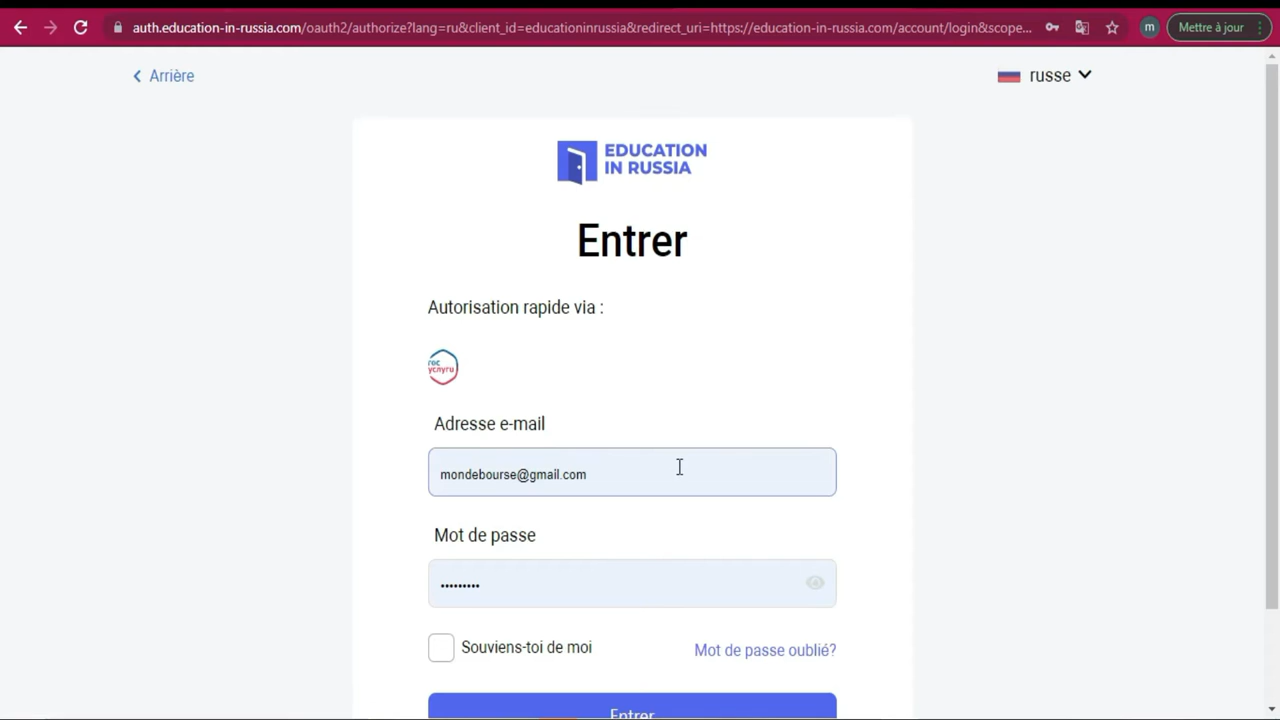 auth.education-in-russia.com/oauth2/authorize?lang=ru&client_id=educationinrussia&redirect_uri=https://education-in-russia.com/account/login&scope...
m
Mettre à jour
Arrière
russe
EDUCATION
IN RUSSIA
Entrer
Autorisation rapide via :
гос
услуги
Adresse e-mail
mondebourse@gmail.com
Mot de passe
•••••••••
Souviens-toi de moi
Mot de passe oublié?
Entrer